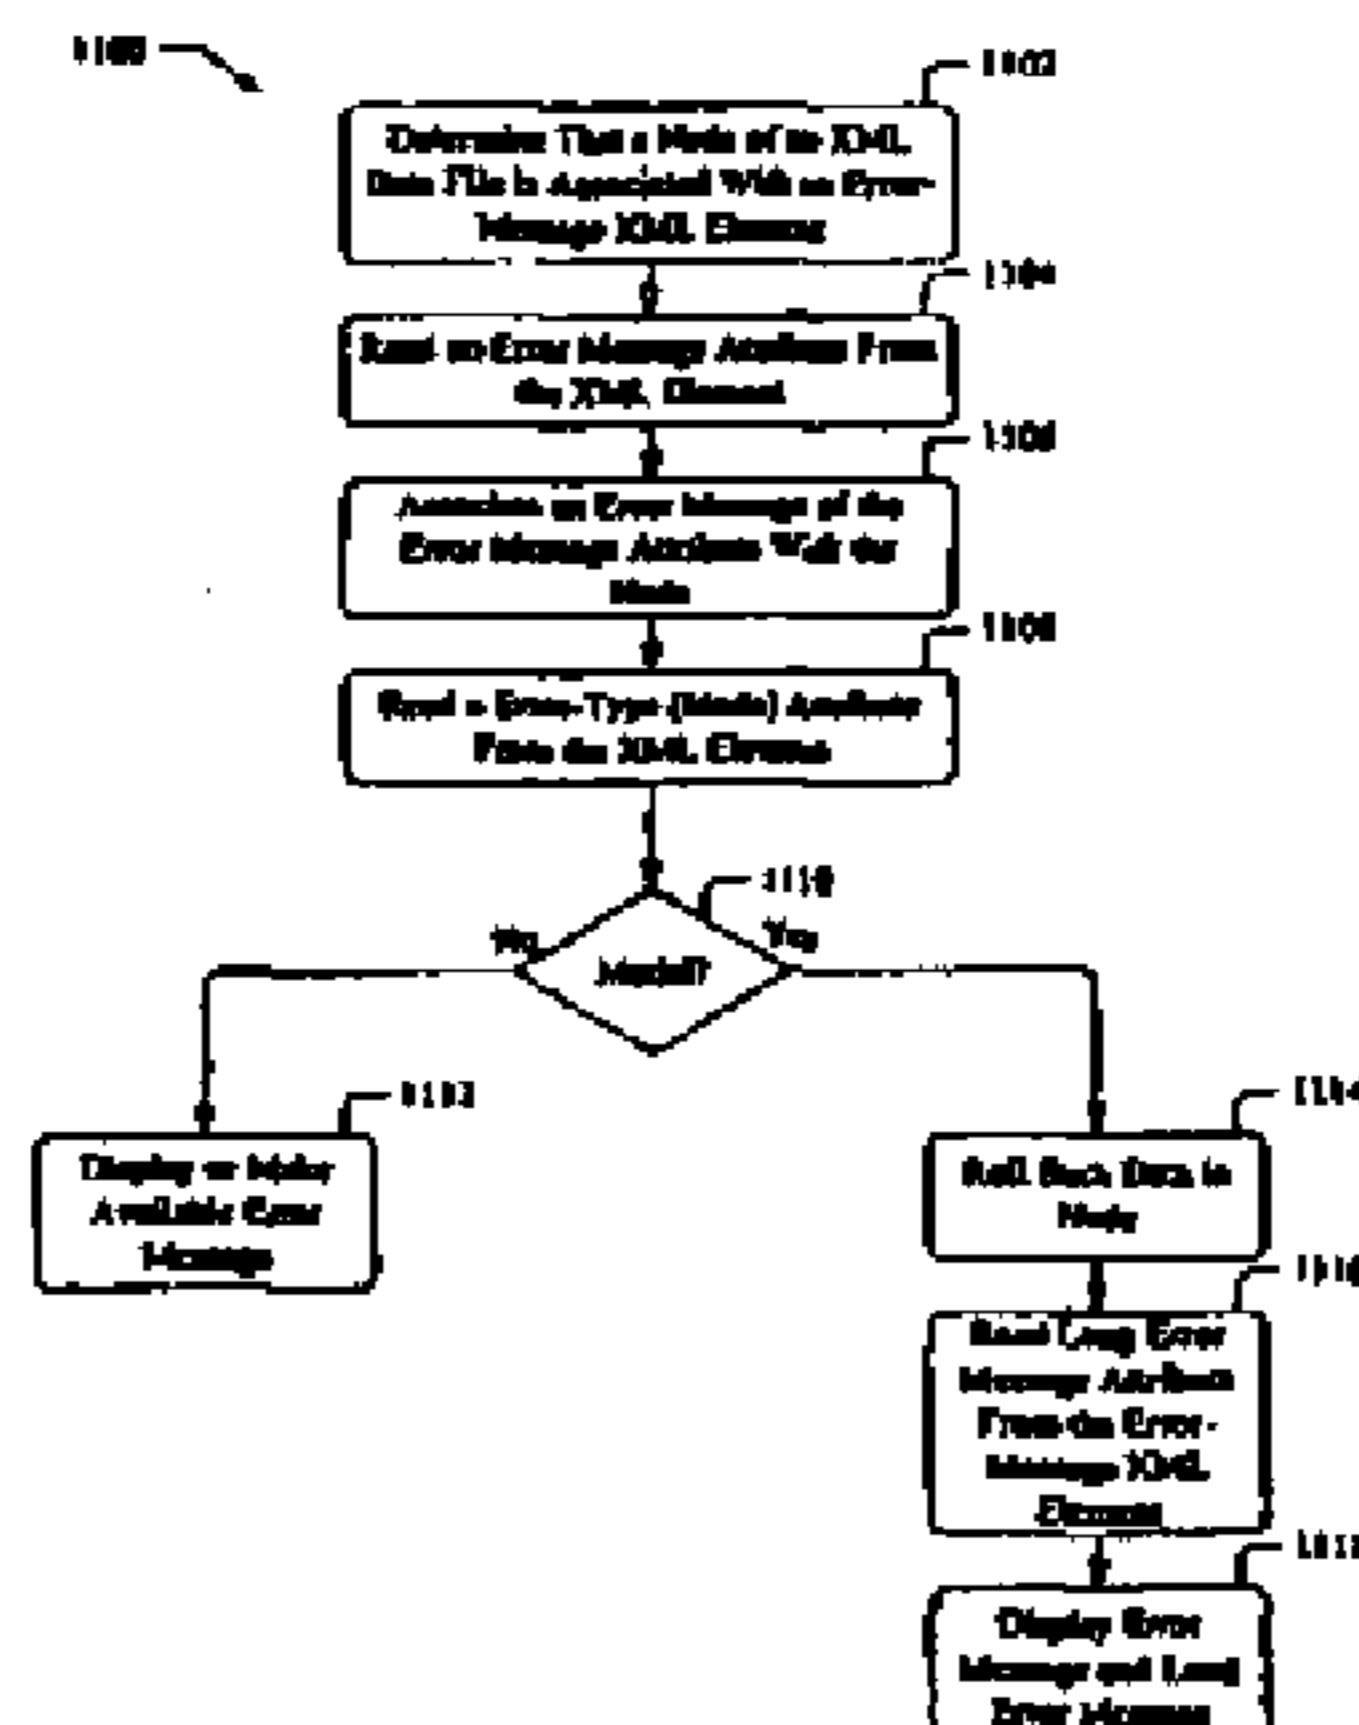 1100
1102
Determine That a Node of an XML
Data File is Associated With an Error-
Message XML Element
1104
Read an Error Message Attribute From
the XML Element
1106
Associate an Error Message of the
Error Message Attribute With the
Node
1108
Read a Error-Type (Modal) Attribute
From the XML Element
1110
No
Yes
Modal?
1112
Display or Make
Available Error
Message
1114
Roll Back Data in
Node
1116
Read Long Error
Message Attribute
From the Error-
Message XML
Element
Display Error
Message and Long
Error Message